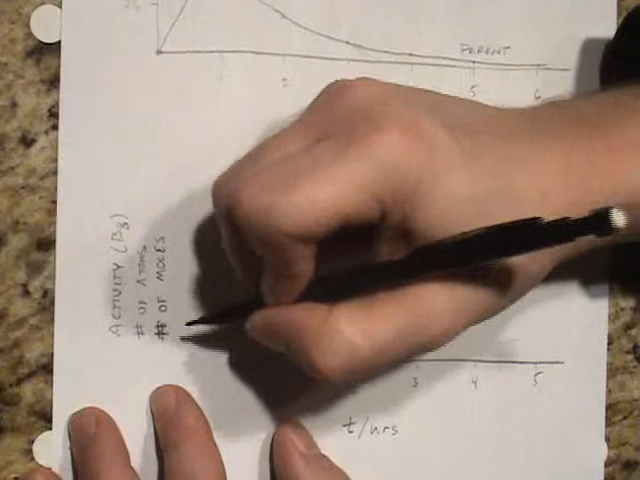 PARENT
2 5 6
ACTIVITY (Bq)
# OF ATOMS
# OF MOLES
3 4 5
t/hrs